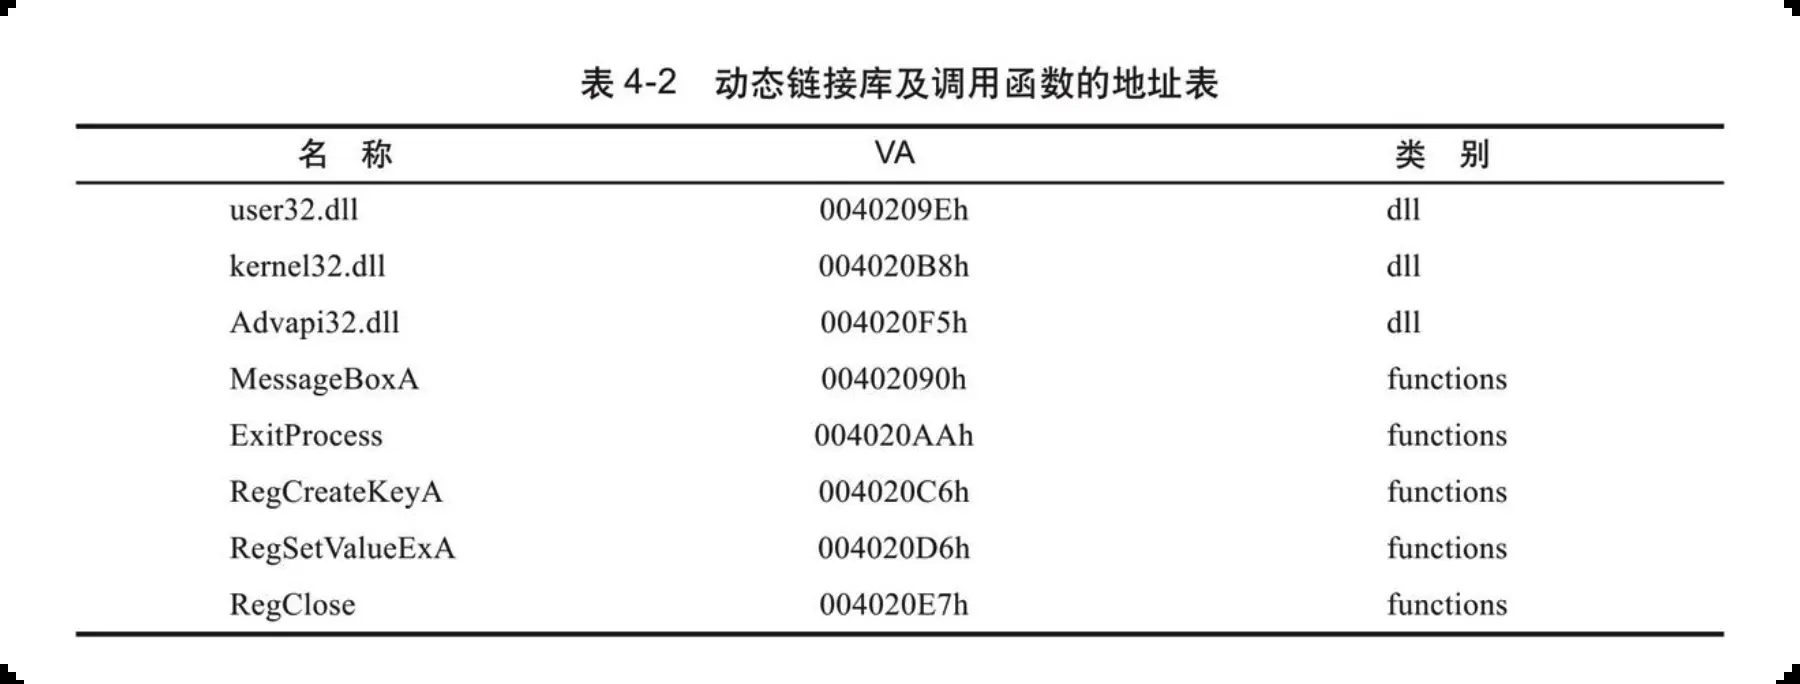 表 4-2 动态链接库及调用函数的地址表
名 称 VA 类 别
user32.dll 0040209Eh dll
kernel32.dll 004020B8h dll
Advapi32.dll 004020F5h dll
MessageBoxA 00402090h functions
ExitProcess 004020AAh functions
RegCreateKeyA 004020C6h functions
RegSetValueExA 004020D6h functions
RegClose 004020E7h functions